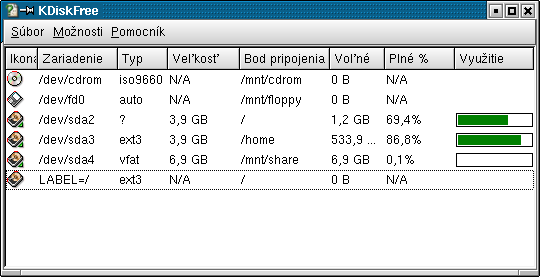 KDiskFree
Súbor Možnosti Pomocník
Ikona Zariadenie Typ Veľkosť Bod pripojenia Voľné Plné % Využitie
/dev/cdrom iso9660 N/A /mnt/cdrom 0 B N/A
/dev/fd0 auto N/A /mnt/floppy 0 B N/A
/dev/sda2 ? 3,9 GB / 1,2 GB 69,4%
/dev/sda3 ext3 3,9 GB /home 533,9 ... 86,8%
/dev/sda4 vfat 6,9 GB /mnt/share 6,9 GB 0,1%
LABEL=/ ext3 N/A / 0 B N/A